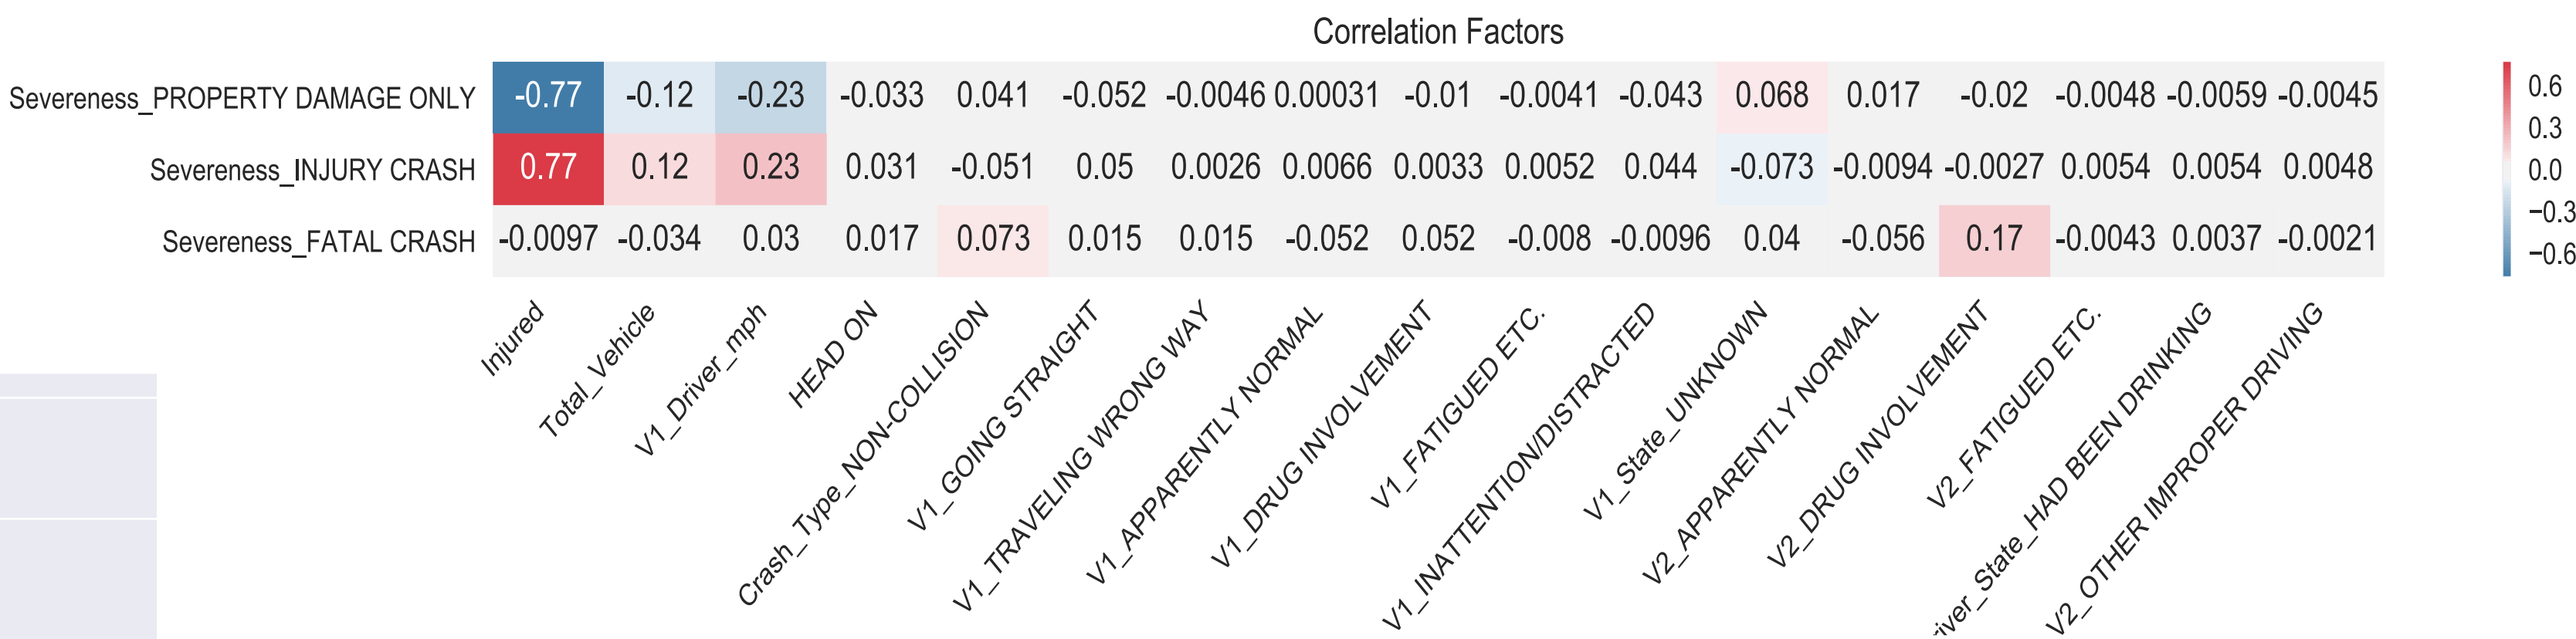 Correlation Factors
Severeness_PROPERTY DAMAGE ONLY -0.77 -0.12 -0.23 -0.033 0.041 -0.052 -0.0046 0.00031 -0.01 -0.0041 -0.043 0.068 0.017 -0.02 -0.0048 -0.0059 -0.0045
Severeness_INJURY CRASH 0.77 0.12 0.23 0.031 -0.051 0.05 0.0026 0.0066 0.0033 0.0052 0.044 -0.073 -0.0094 -0.0027 0.0054 0.0054 0.0048
Severeness_FATAL CRASH -0.0097 -0.034 0.03 0.017 0.073 0.015 0.015 -0.052 0.052 -0.008 -0.0096 0.04 -0.056 0.17 -0.0043 0.0037 -0.0021
Injured
Total_Vehicle
V1_Driver_mph
HEAD ON
Crash_Type_NON-COLLISION
V1_GOING STRAIGHT
V1_TRAVELING WRONG WAY
V1_APPARENTLY NORMAL
V1_DRUG INVOLVEMENT
V1_FATIGUED ETC.
V1_INATTENTION/DISTRACTED
V1_State_UNKNOWN
V2_APPARENTLY NORMAL
V2_DRUG INVOLVEMENT
V2_FATIGUED ETC.
river_State_HAD BEEN DRINKING
V2_OTHER IMPROPER DRIVING
0.6
0.3
0.0
−0.3
−0.6